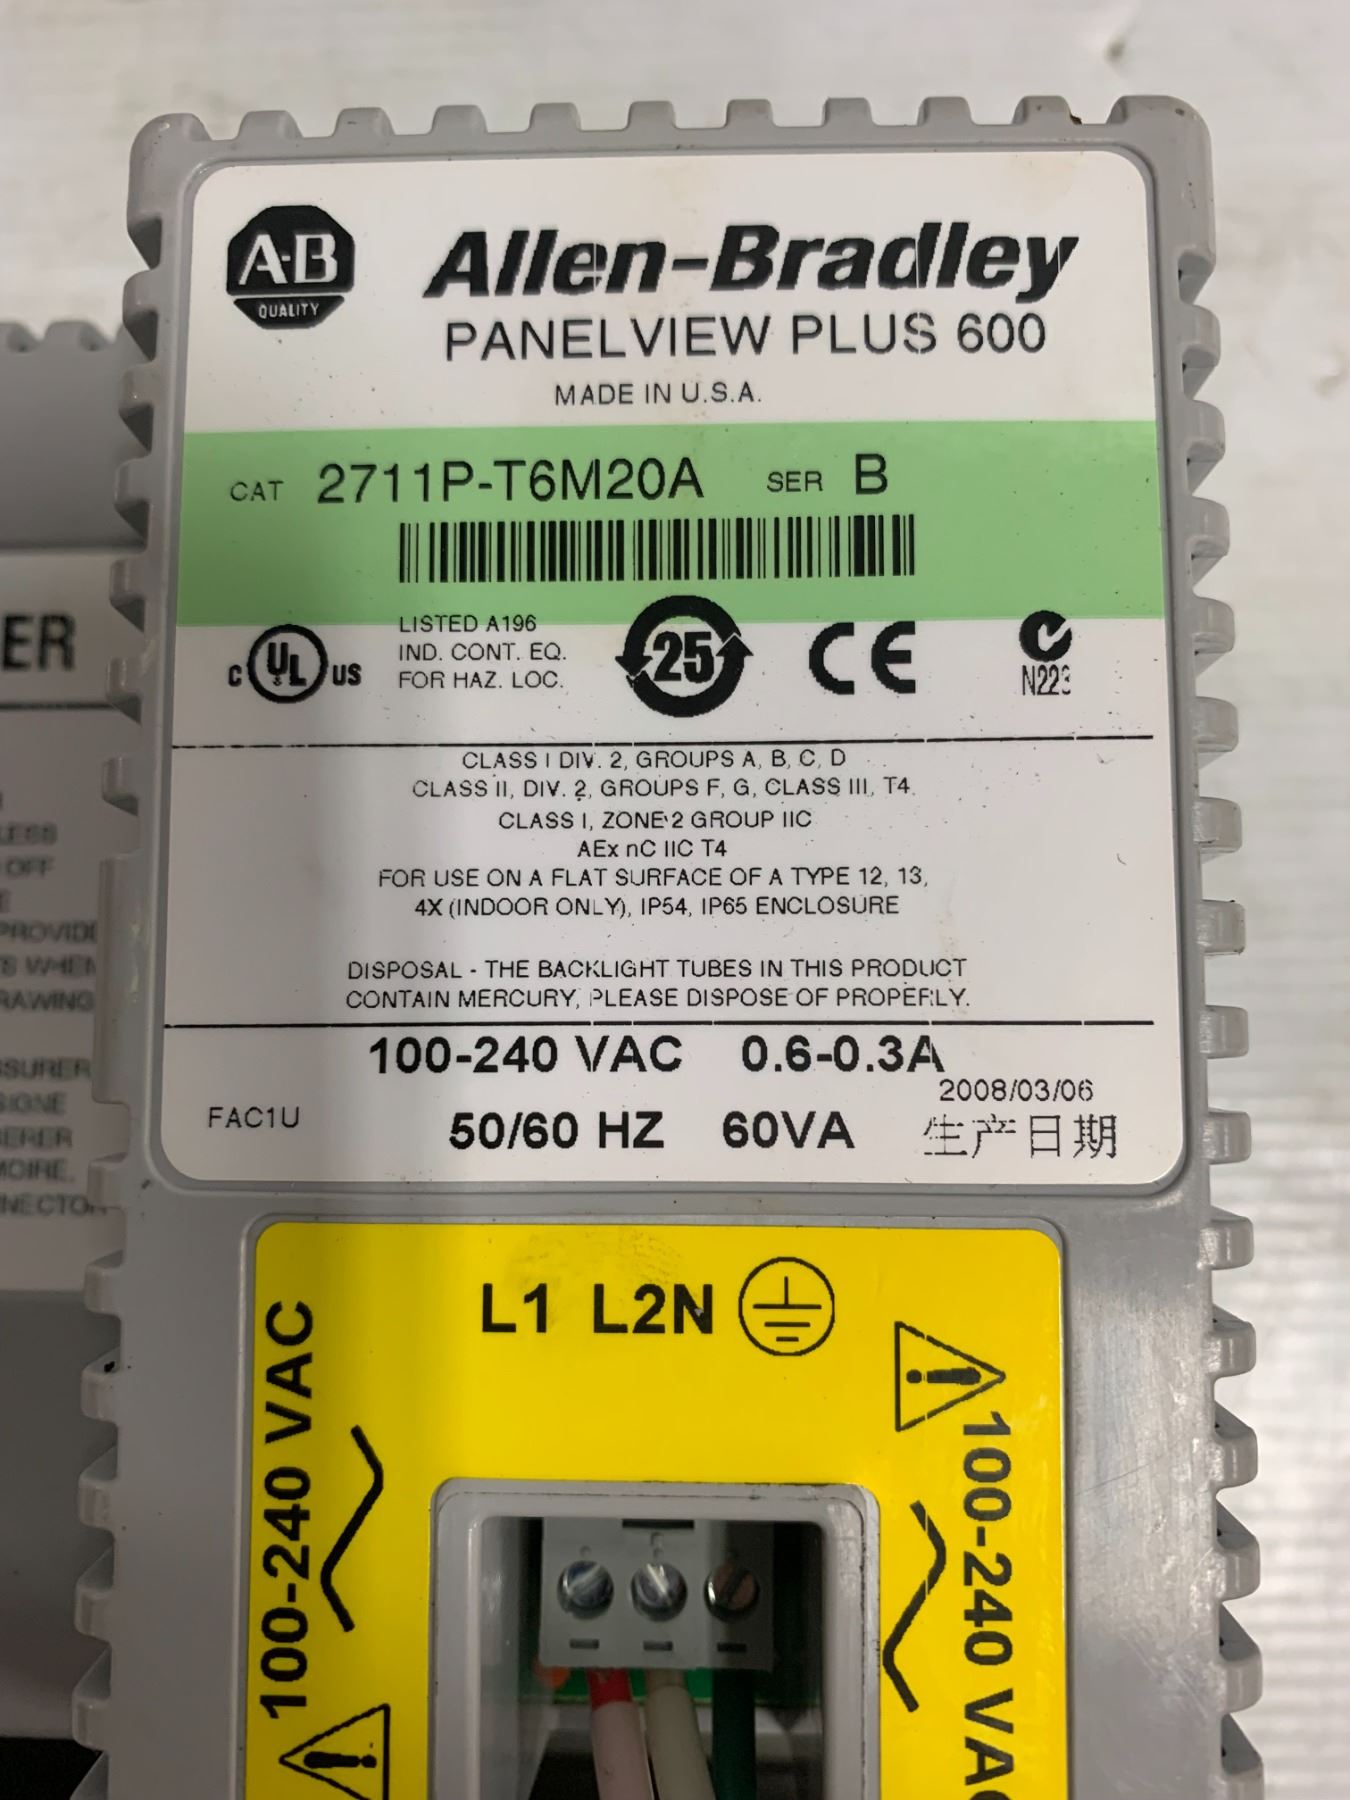 A-B
QUALITY
Allen-Bradley
PANELVIEW PLUS 600
MADE IN U.S.A.
CAT 2711P-T6M20A SER B
C UL US
LISTED A196
IND. CONT. EQ.
FOR HAZ. LOC.
25
CE
N223
CLASS I DIV. 2, GROUPS A, B, C, D
CLASS II, DIV. 2, GROUPS F, G, CLASS III, T4
CLASS I, ZONE 2 GROUP IIC
AEx nC IIC T4
FOR USE ON A FLAT SURFACE OF A TYPE 12, 13,
4X (INDOOR ONLY), IP54, IP65 ENCLOSURE
DISPOSAL - THE BACKLIGHT TUBES IN THIS PRODUCT
CONTAIN MERCURY, PLEASE DISPOSE OF PROPERLY.
100-240 VAC 0.6-0.3A
2008/03/06
FAC1U 50/60 HZ 60VA 生产日期
L1 L2N
100-240 VAC
100-240 VAC
ER
LESS
OFF
PROVIDE
WHEN